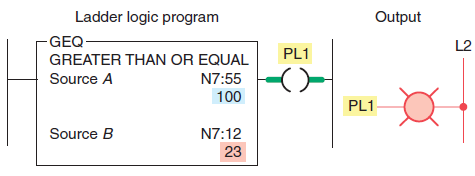 Ladder logic program
Output
GEQ
GREATER THAN OR EQUAL
Source A N7:55
100
Source B N7:12
23
PL1
L2
PL1